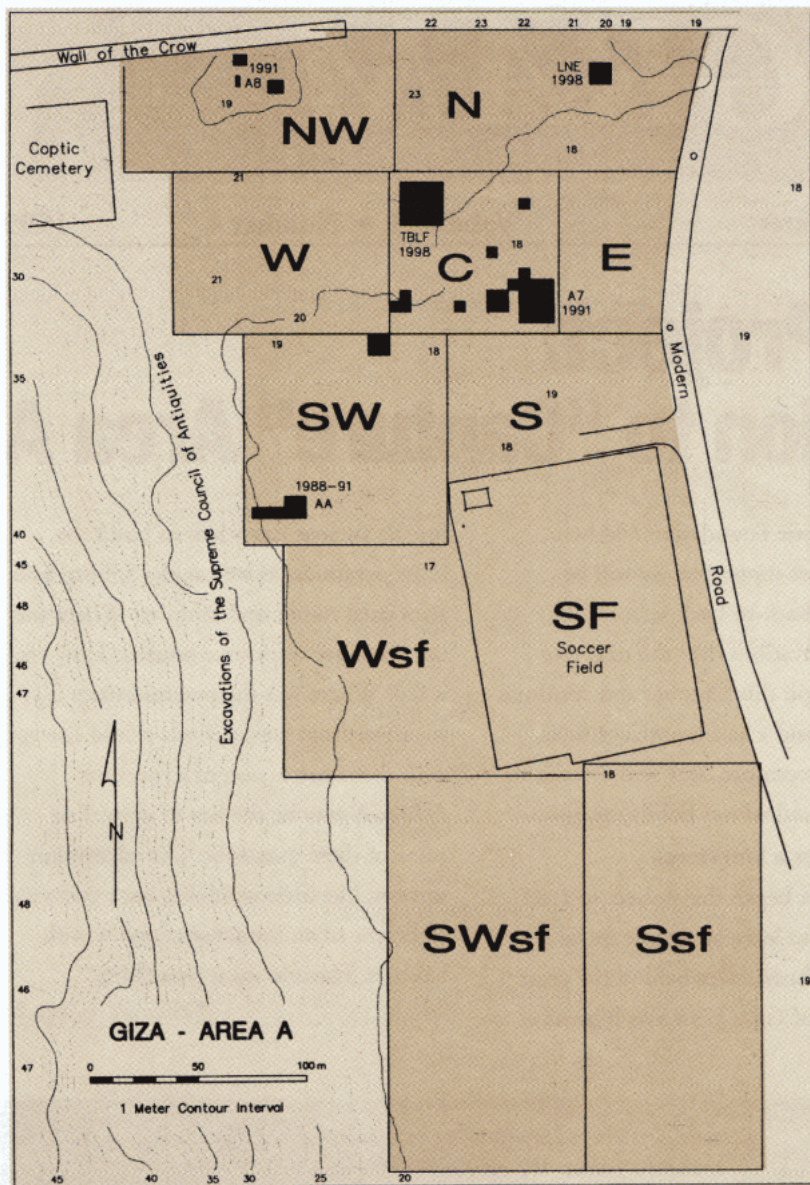 22 23 22 21 20 19 19
Wall of the Crow
1991
A8
19
NW
23
N
LNE
1998
18
Coptic
Cemetery
18
21
W
21
20
TBLF
1998
C
18
E
A7
1991
30
19
35
19
18
SW
S
19
18
Modern
Road
Excavations of the Supreme Council of Antiquities
1988-91
AA
40
45
48
46
47
17
Wsf
SF
Soccer
Field
18
N
48
46
47
SWsf
Ssf
19
GIZA - AREA A
0 50 100m
1 Meter Contour Interval
45 40 35 30 25 20